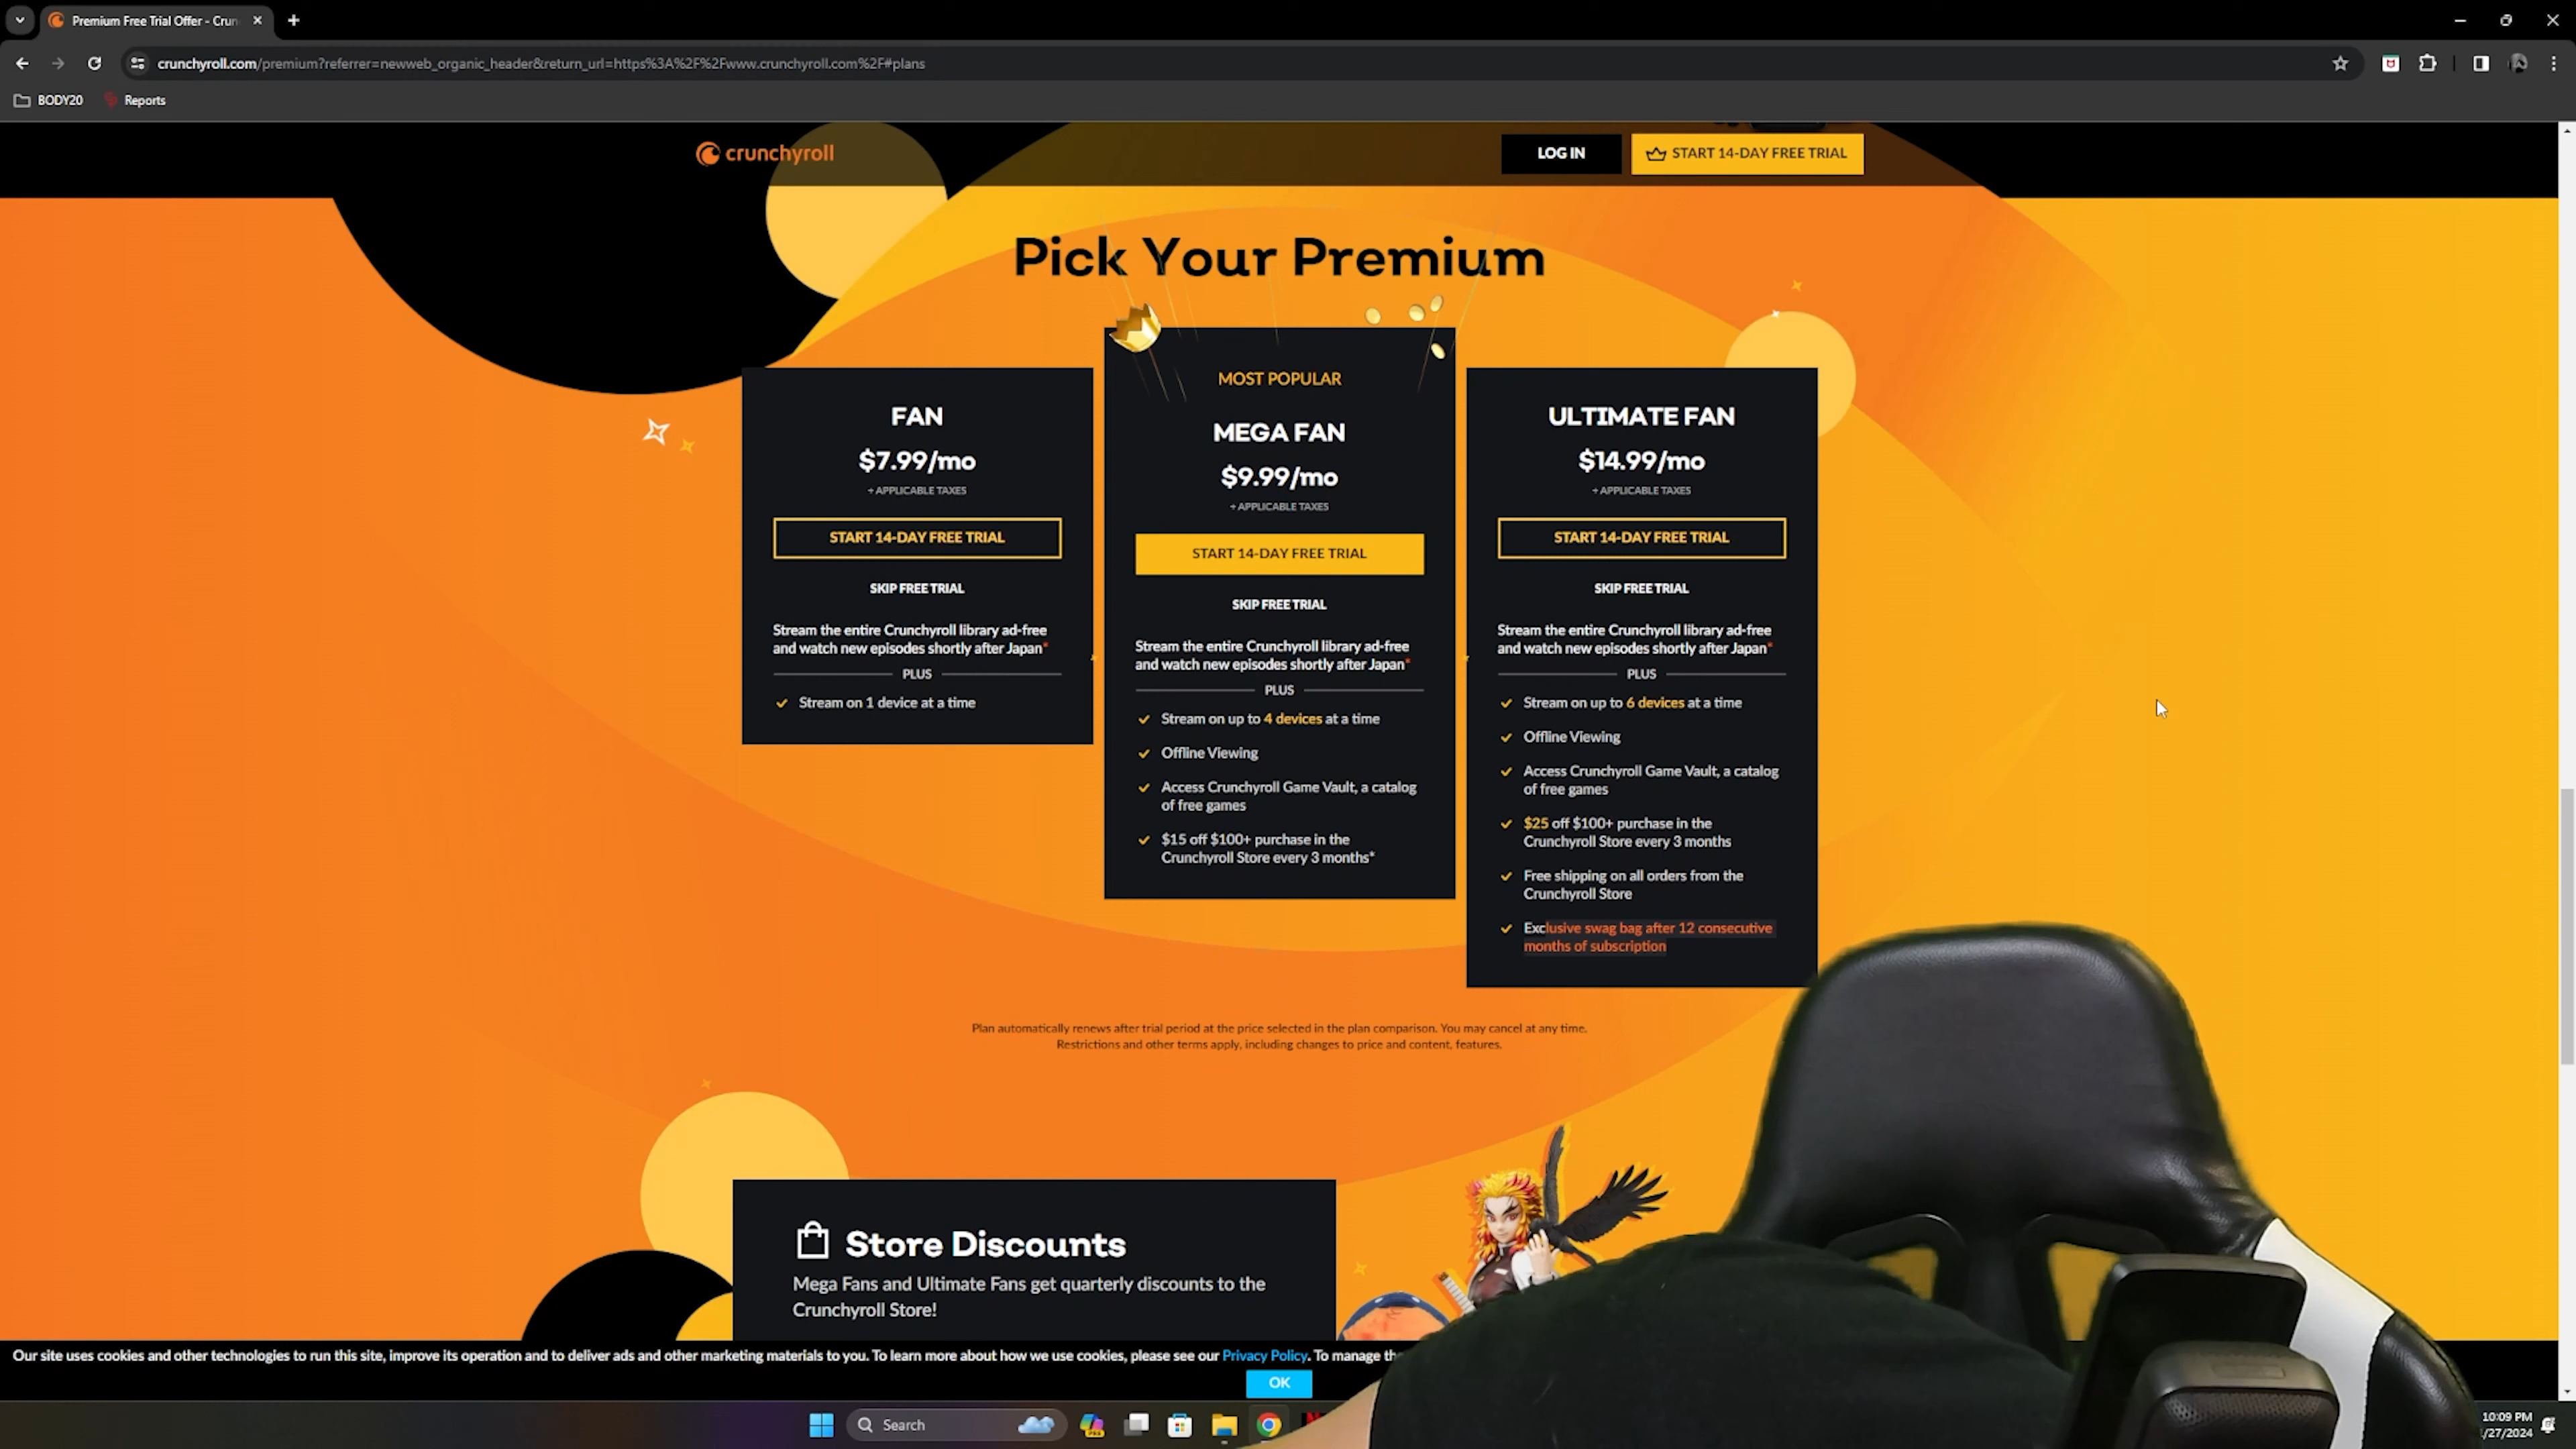 Premium Free Trial Offer - Crun
crunchyroll.com/premium?referrer=newweb_organic_header&return_url=https%3A%2F%2Fwww.crunchyroll.com%2F#plans
BODY20
Reports
crunchyroll
LOG IN
START 14-DAY FREE TRIAL
Pick Your Premium
FAN
$7.99/mo
+ APPLICABLE TAXES
START 14-DAY FREE TRIAL
SKIP FREE TRIAL
Stream the entire Crunchyroll library ad-free
and watch new episodes shortly after Japan*
PLUS
Stream on 1 device at a time
MOST POPULAR
MEGA FAN
$9.99/mo
+ APPLICABLE TAXES
START 14-DAY FREE TRIAL
SKIP FREE TRIAL
Stream the entire Crunchyroll library ad-free
and watch new episodes shortly after Japan*
PLUS
Stream on up to 4 devices at a time
Offline Viewing
Access Crunchyroll Game Vault, a catalog
of free games
$15 off $100+ purchase in the
Crunchyroll Store every 3 months*
ULTIMATE FAN
$14.99/mo
+ APPLICABLE TAXES
START 14-DAY FREE TRIAL
SKIP FREE TRIAL
Stream the entire Crunchyroll library ad-free
and watch new episodes shortly after Japan*
PLUS
Stream on up to 6 devices at a time
Offline Viewing
Access Crunchyroll Game Vault, a catalog
of free games
$25 off $100+ purchase in the
Crunchyroll Store every 3 months
Free shipping on all orders from the
Crunchyroll Store
Exclusive swag bag after 12 consecutive
months of subscription
Plan automatically renews after trial period at the price selected in the plan comparison. You may cancel at any time.
Restrictions and other terms apply, including changes to price and content, features.
Store Discounts
Mega Fans and Ultimate Fans get quarterly discounts to the
Crunchyroll Store!
Our site uses cookies and other technologies to run this site, improve its operation and to deliver ads and other marketing materials to you. To learn more about how we use cookies, please see our Privacy Policy. To manage
OK
Search
10:09 PM
/27/2024